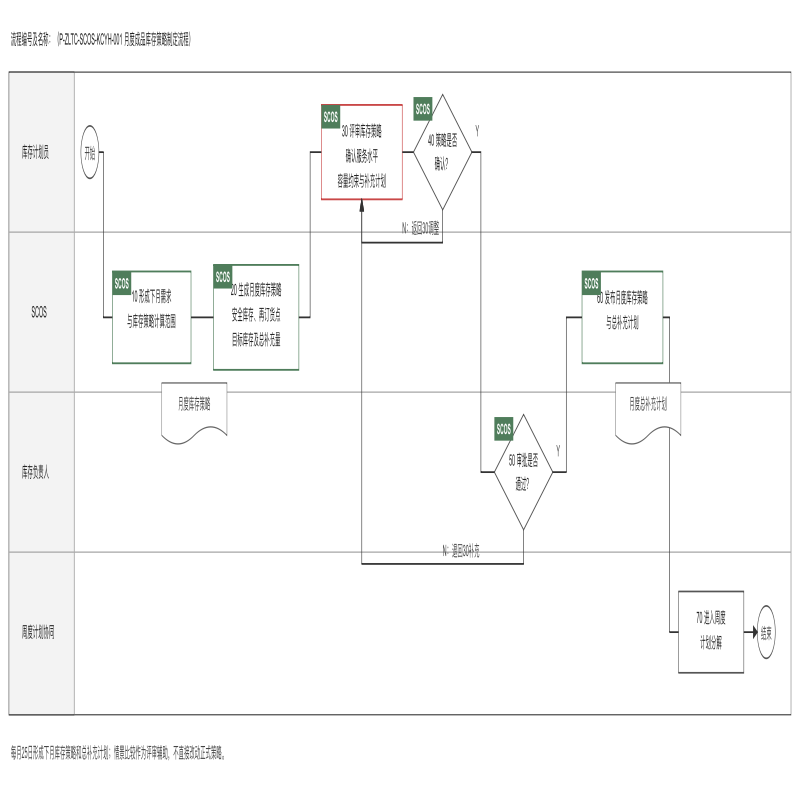 流程编号及名称：（P-ZLTC-SCOS-KCYH-001 月度成品库存策略制定流程）
库存计划员
开始
SCOS
30 评审库存策略
确认服务水平
容量约束与补充计划
SCOS
40 策略是否
确认？
Y
N：返回30调整
SCOS
SCOS
10 形成下月需求
与库存策略计算范围
SCOS
20 生成月度库存策略
安全库存、再订货点
目标库存及总补充量
SCOS
60 发布月度库存策略
与总补充计划
月度库存策略
月度总补充计划
库存负责人
SCOS
50 审批是否
通过？
Y
N：退回30补充
周度计划协同
70 进入周度
计划分解
结束
每月25日形成下月库存策略和总补充计划；情景比较作为评审辅助，不直接改动正式策略。